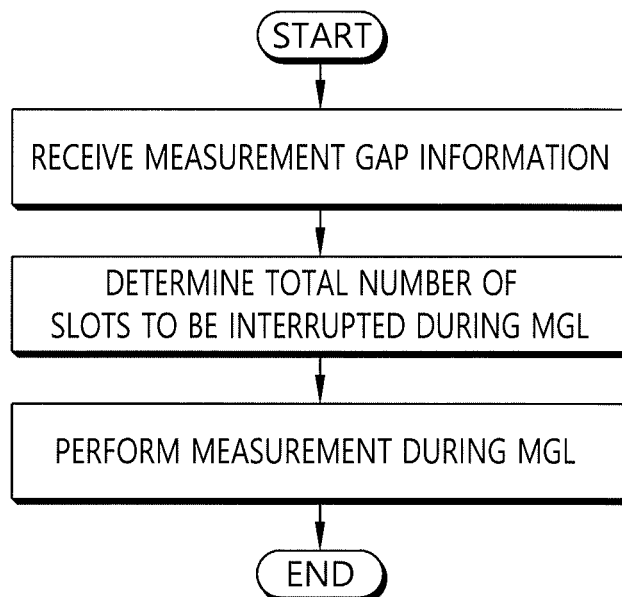 START
RECEIVE MEASUREMENT GAP INFORMATION
DETERMINE TOTAL NUMBER OF
SLOTS TO BE INTERRUPTED DURING MGL
PERFORM MEASUREMENT DURING MGL
END